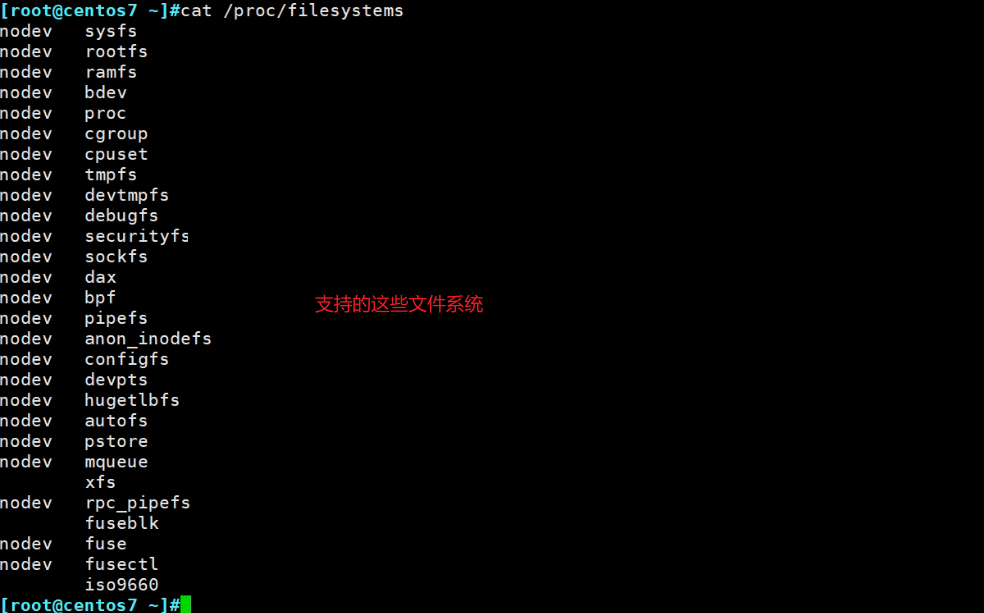 [root@centos7 ~]#cat /proc/filesystems
nodev   sysfs
nodev   rootfs
nodev   ramfs
nodev   bdev
nodev   proc
nodev   cgroup
nodev   cpuset
nodev   tmpfs
nodev   devtmpfs
nodev   debugfs
nodev   securityfs
nodev   sockfs
nodev   dax
nodev   bpf
支持的这些文件系统
nodev   pipefs
nodev   anon_inodefs
nodev   configfs
nodev   devpts
nodev   hugetlbfs
nodev   autofs
nodev   pstore
nodev   mqueue
        xfs
nodev   rpc_pipefs
        fuseblk
nodev   fuse
nodev   fusectl
        iso9660
[root@centos7 ~]#